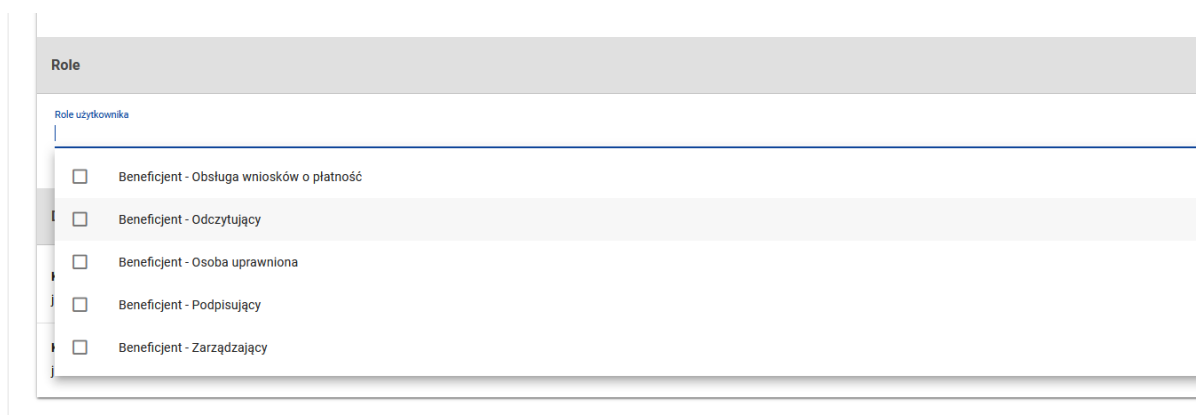 Role
Role użytkownika
Beneficjent - Obsługa wniosków o płatność
Beneficjent - Odczytujący
Beneficjent - Osoba uprawniona
Beneficjent - Podpisujący
Beneficjent - Zarządzający